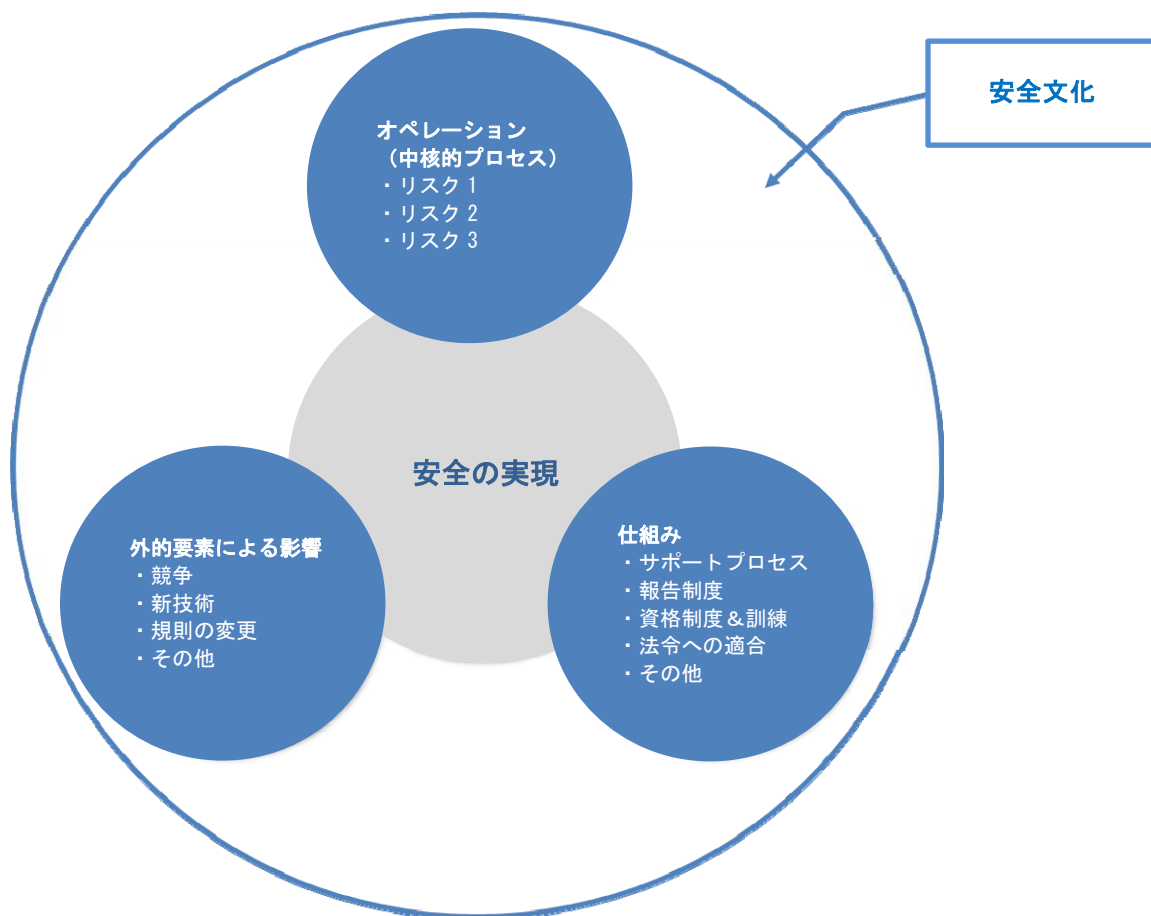 安全文化
オペレーション
（中核的プロセス）
・リスク 1
・リスク 2
・リスク 3
安全の実現
外的要素による影響
・競争
・新技術
・規則の変更
・その他
仕組み
・サポートプロセス
・報告制度
・資格制度＆訓練
・法令への適合
・その他